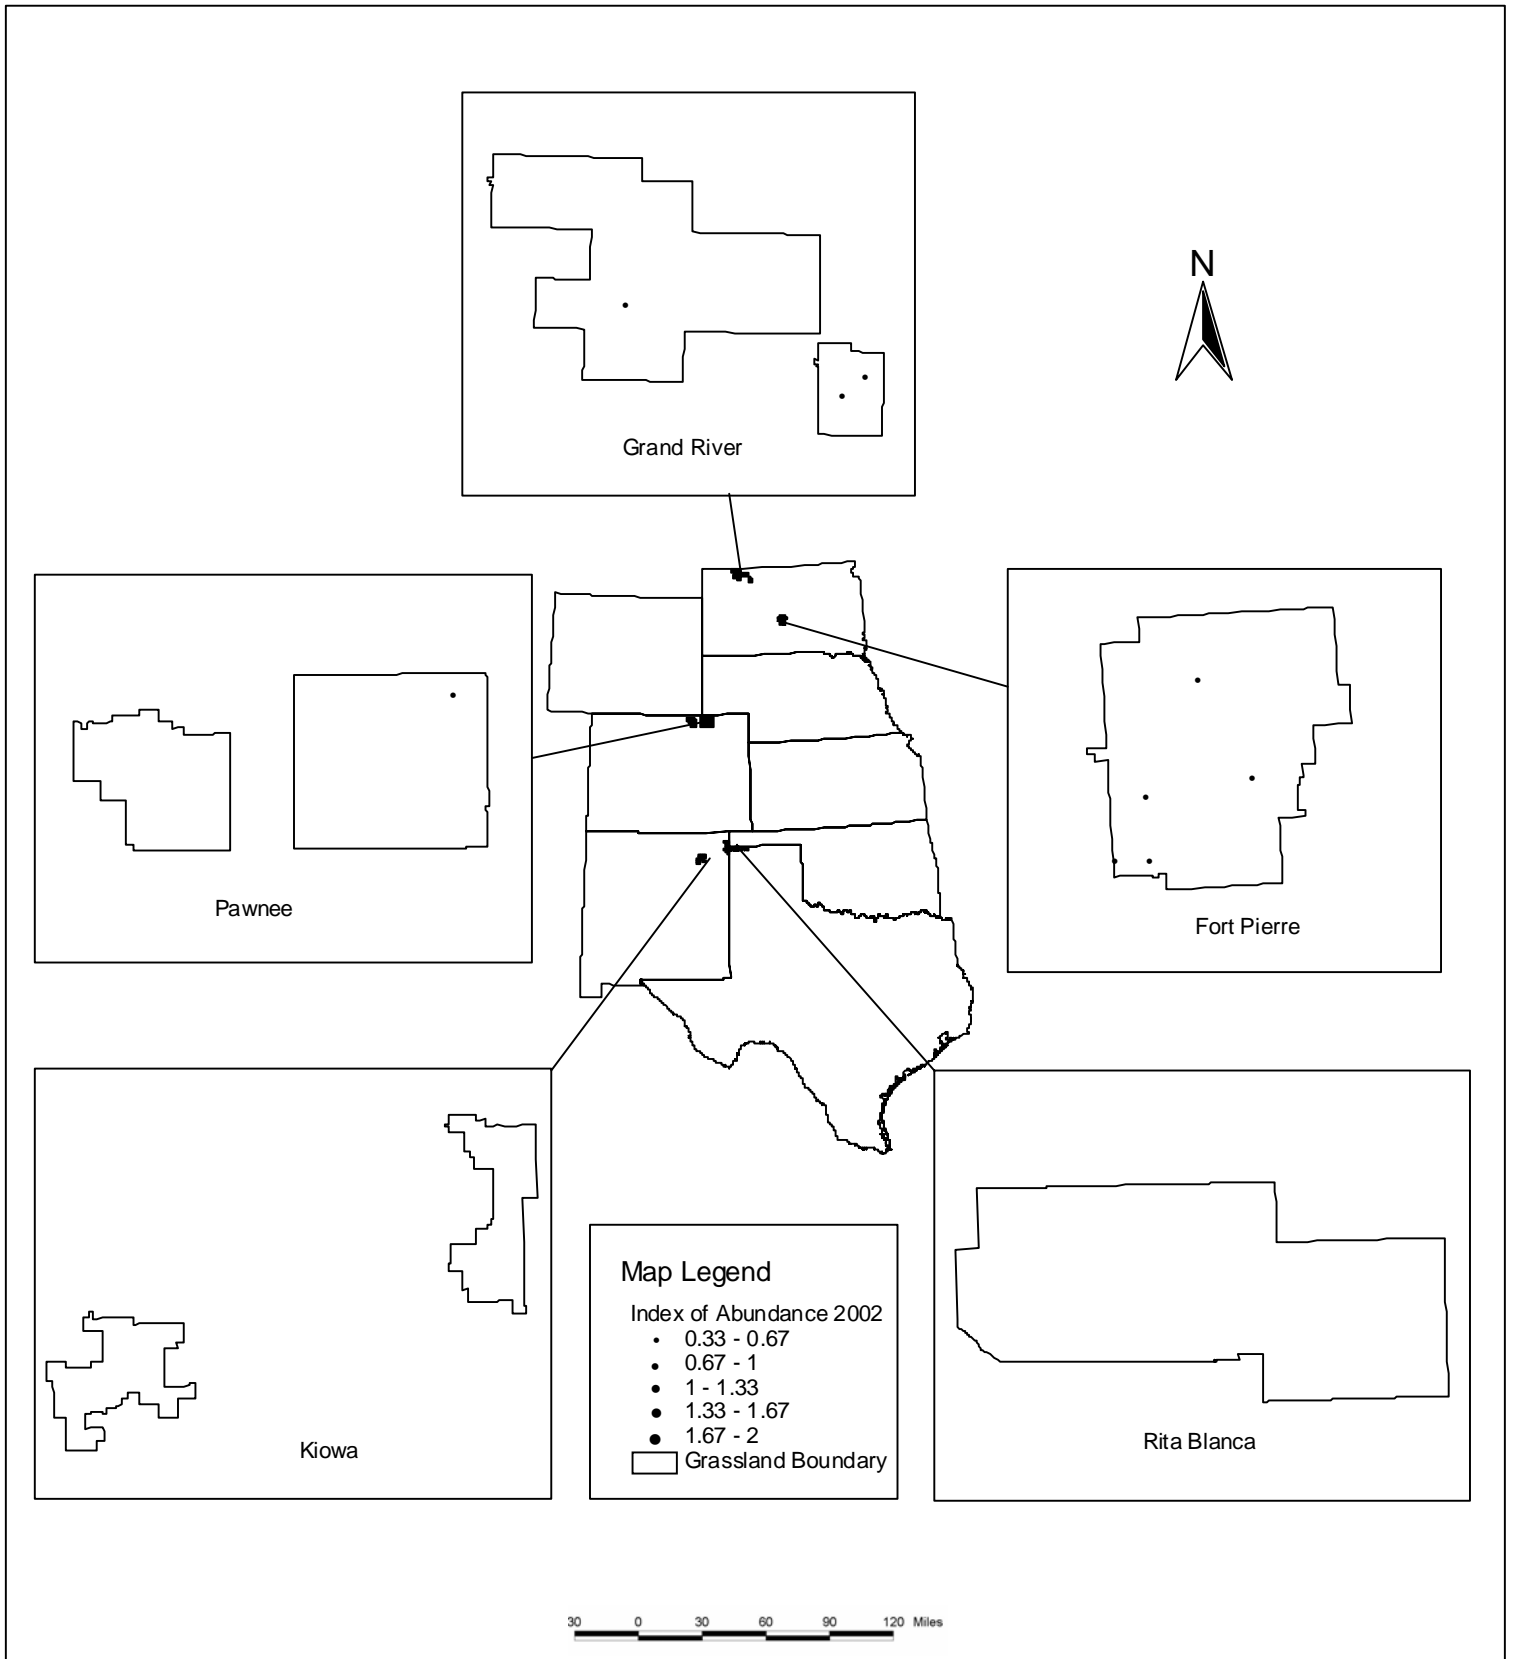 Grand River
N
Pawnee
Fort Pierre
Kiowa
Map Legend
Index of Abundance 2002
0.33 - 0.67
0.67 - 1
1 - 1.33
1.33 - 1.67
1.67 - 2
Grassland Boundary
Rita Blanca
30 0 30 60 90 120 Miles